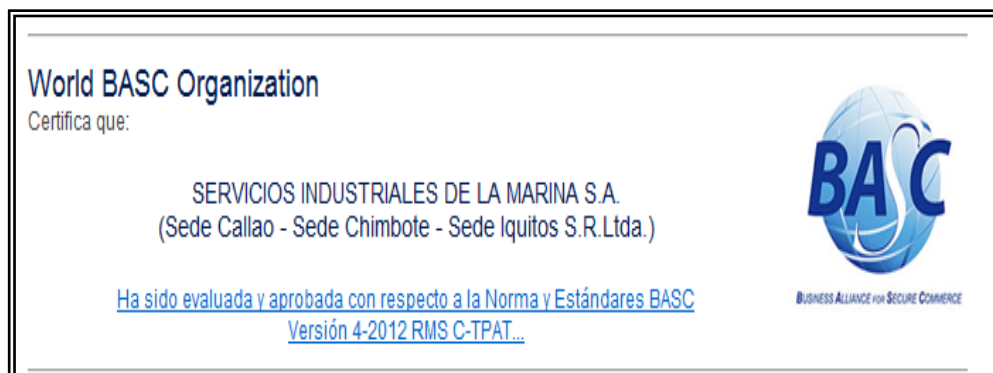 World BASC Organization
Certifica que:
SERVICIOS INDUSTRIALES DE LA MARINA S.A.
(Sede Callao - Sede Chimbote - Sede Iquitos S.R.Ltda.)
Ha sido evaluada y aprobada con respecto a la Norma y Estándares BASC
Versión 4-2012 RMS C-TPAT...
BASC
BUSINESS ALLIANCE FOR SECURE COMMERCE